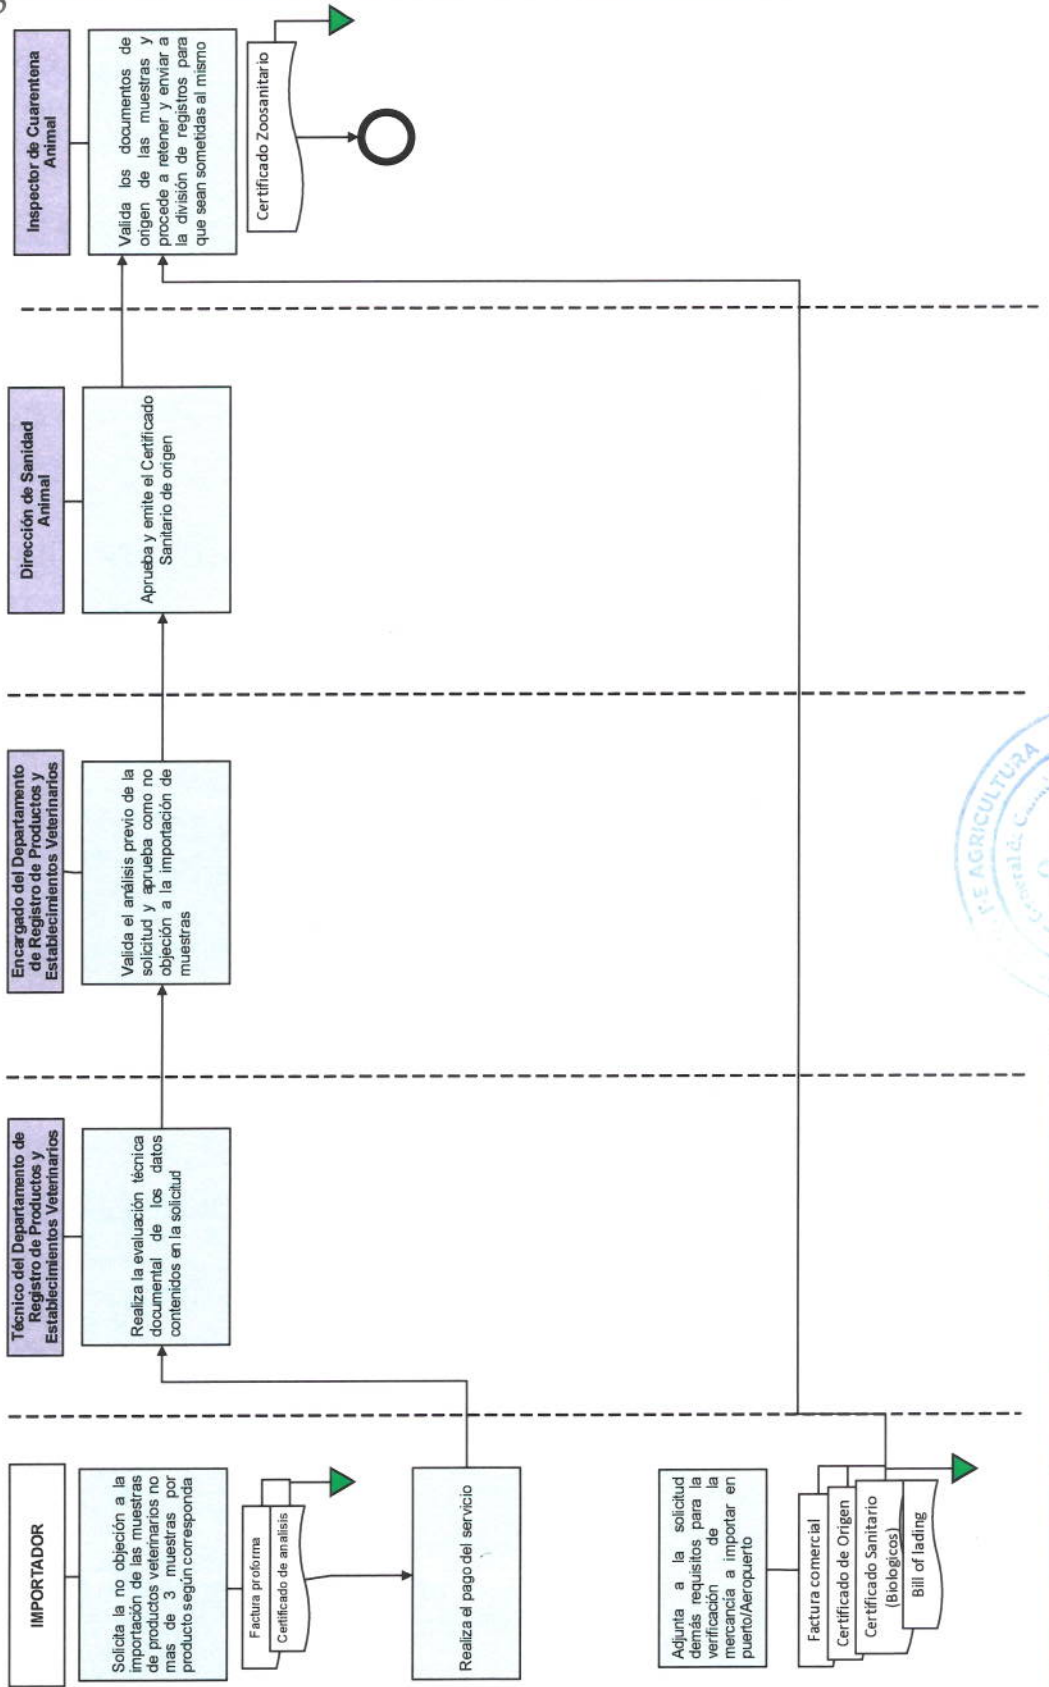 IMPORTADOR
Solicita la no objeción a la
importación de las muestras
de productos veterinarios no
mas de 3 muestras por
producto según corresponda
Factura proforma
Certificado de analisis
Realiza el pago del servicio
Adjunta a la solicitud
demás requisitos para la
verificación de la
mercancía a importar en
puerto/Aeropuerto
Factura comercial
Certificado de Origen
Certificado Sanitario
(Biologicos)
Bill of lading
Técnico del Departamento de
Registro de Productos y
Establecimientos Veterinarios
Realiza la evaluación técnica
documental de los datos
contenidos en la solicitud
Encargado del Departamento
de Registro de Productos y
Establecimientos Veterinarios
Valida el análisis previo de la
solicitud y aprueba como no
objeción a la importación de
muestras
Dirección de Sanidad
Animal
Aprueba y emite el Certificado
Sanitario de origen
Inspector de Cuarentena
Animal
Valida los documentos de
origen de las muestras y
procede a retener y enviar a
la división de registros para
que sean sometidas al mismo
Certificado Zoosanitario
E AGRICULTURA
General de